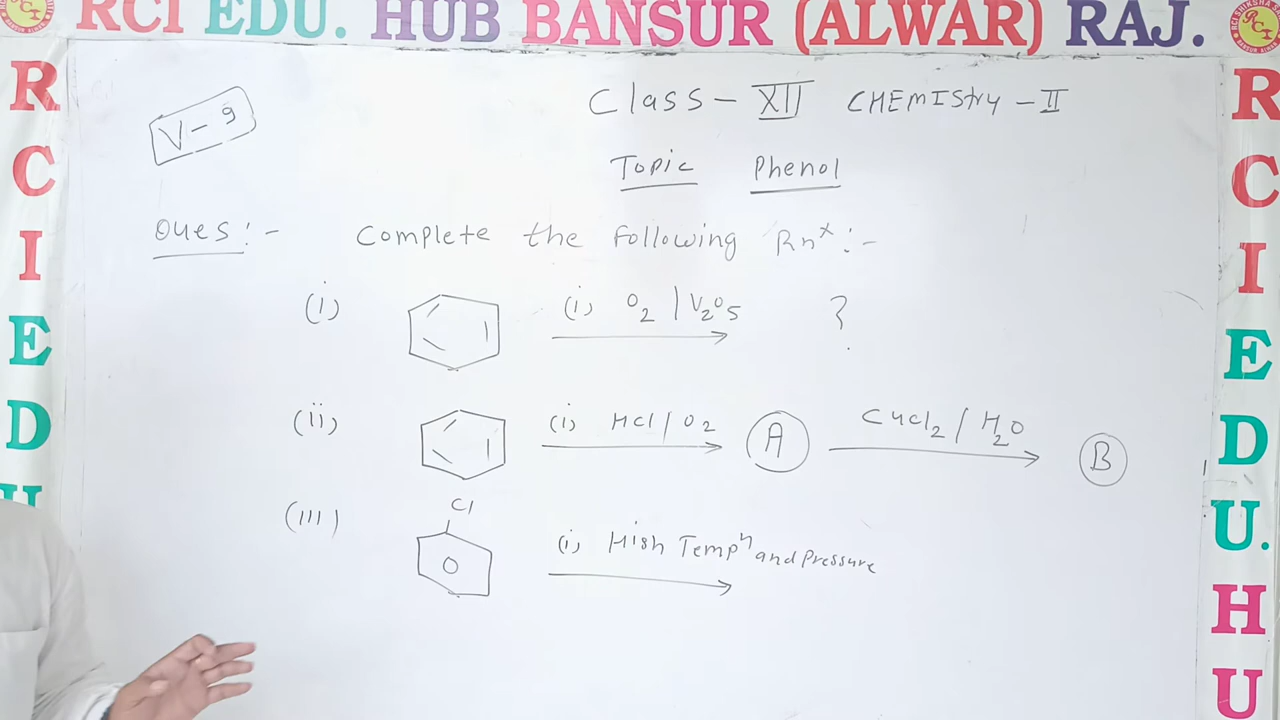 RCI EDU. HUB BANSUR (ALWAR) RAJ.
R
C
I
E
D
U
R
C
I
E
D
U.
H
U
V-9
Class - XII CHEMIStry - II
Topic Phenol
Ques:- Complete the following Rnx:-
(i) (i) O2 / V2O5 ?
(ii) (i) HCl / O2 A CuCl2 / H2O B
(III) Cl (i) High Tempn and pressure